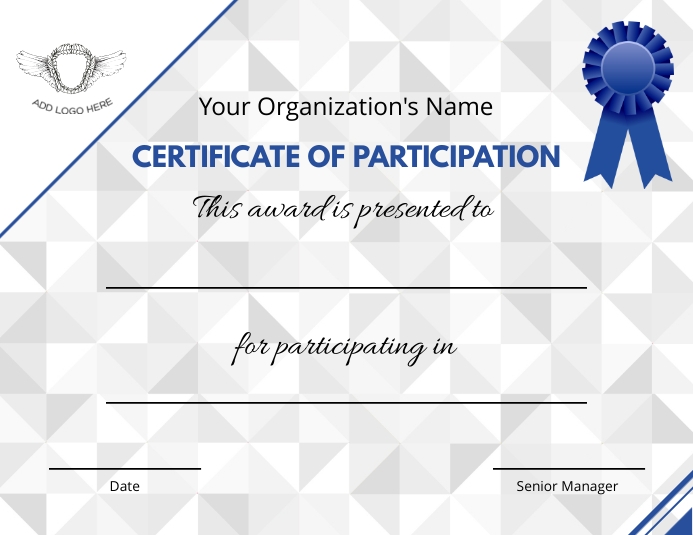 ADD LOGO HERE
Your Organization's Name
CERTIFICATE OF PARTICIPATION
This award is presented to
for participating in
Date
Senior Manager